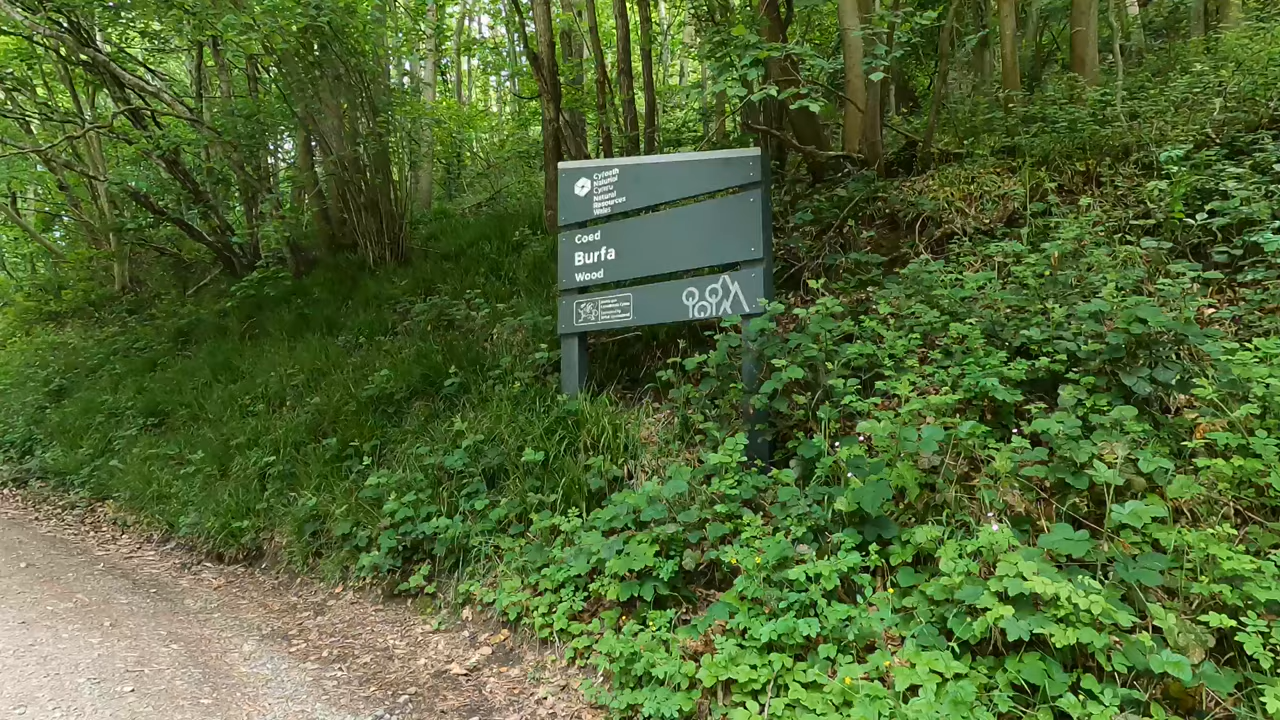 Cyfoeth
Naturiol
Cymru
Natural
Resources
Wales
Coed
Burfa
Wood